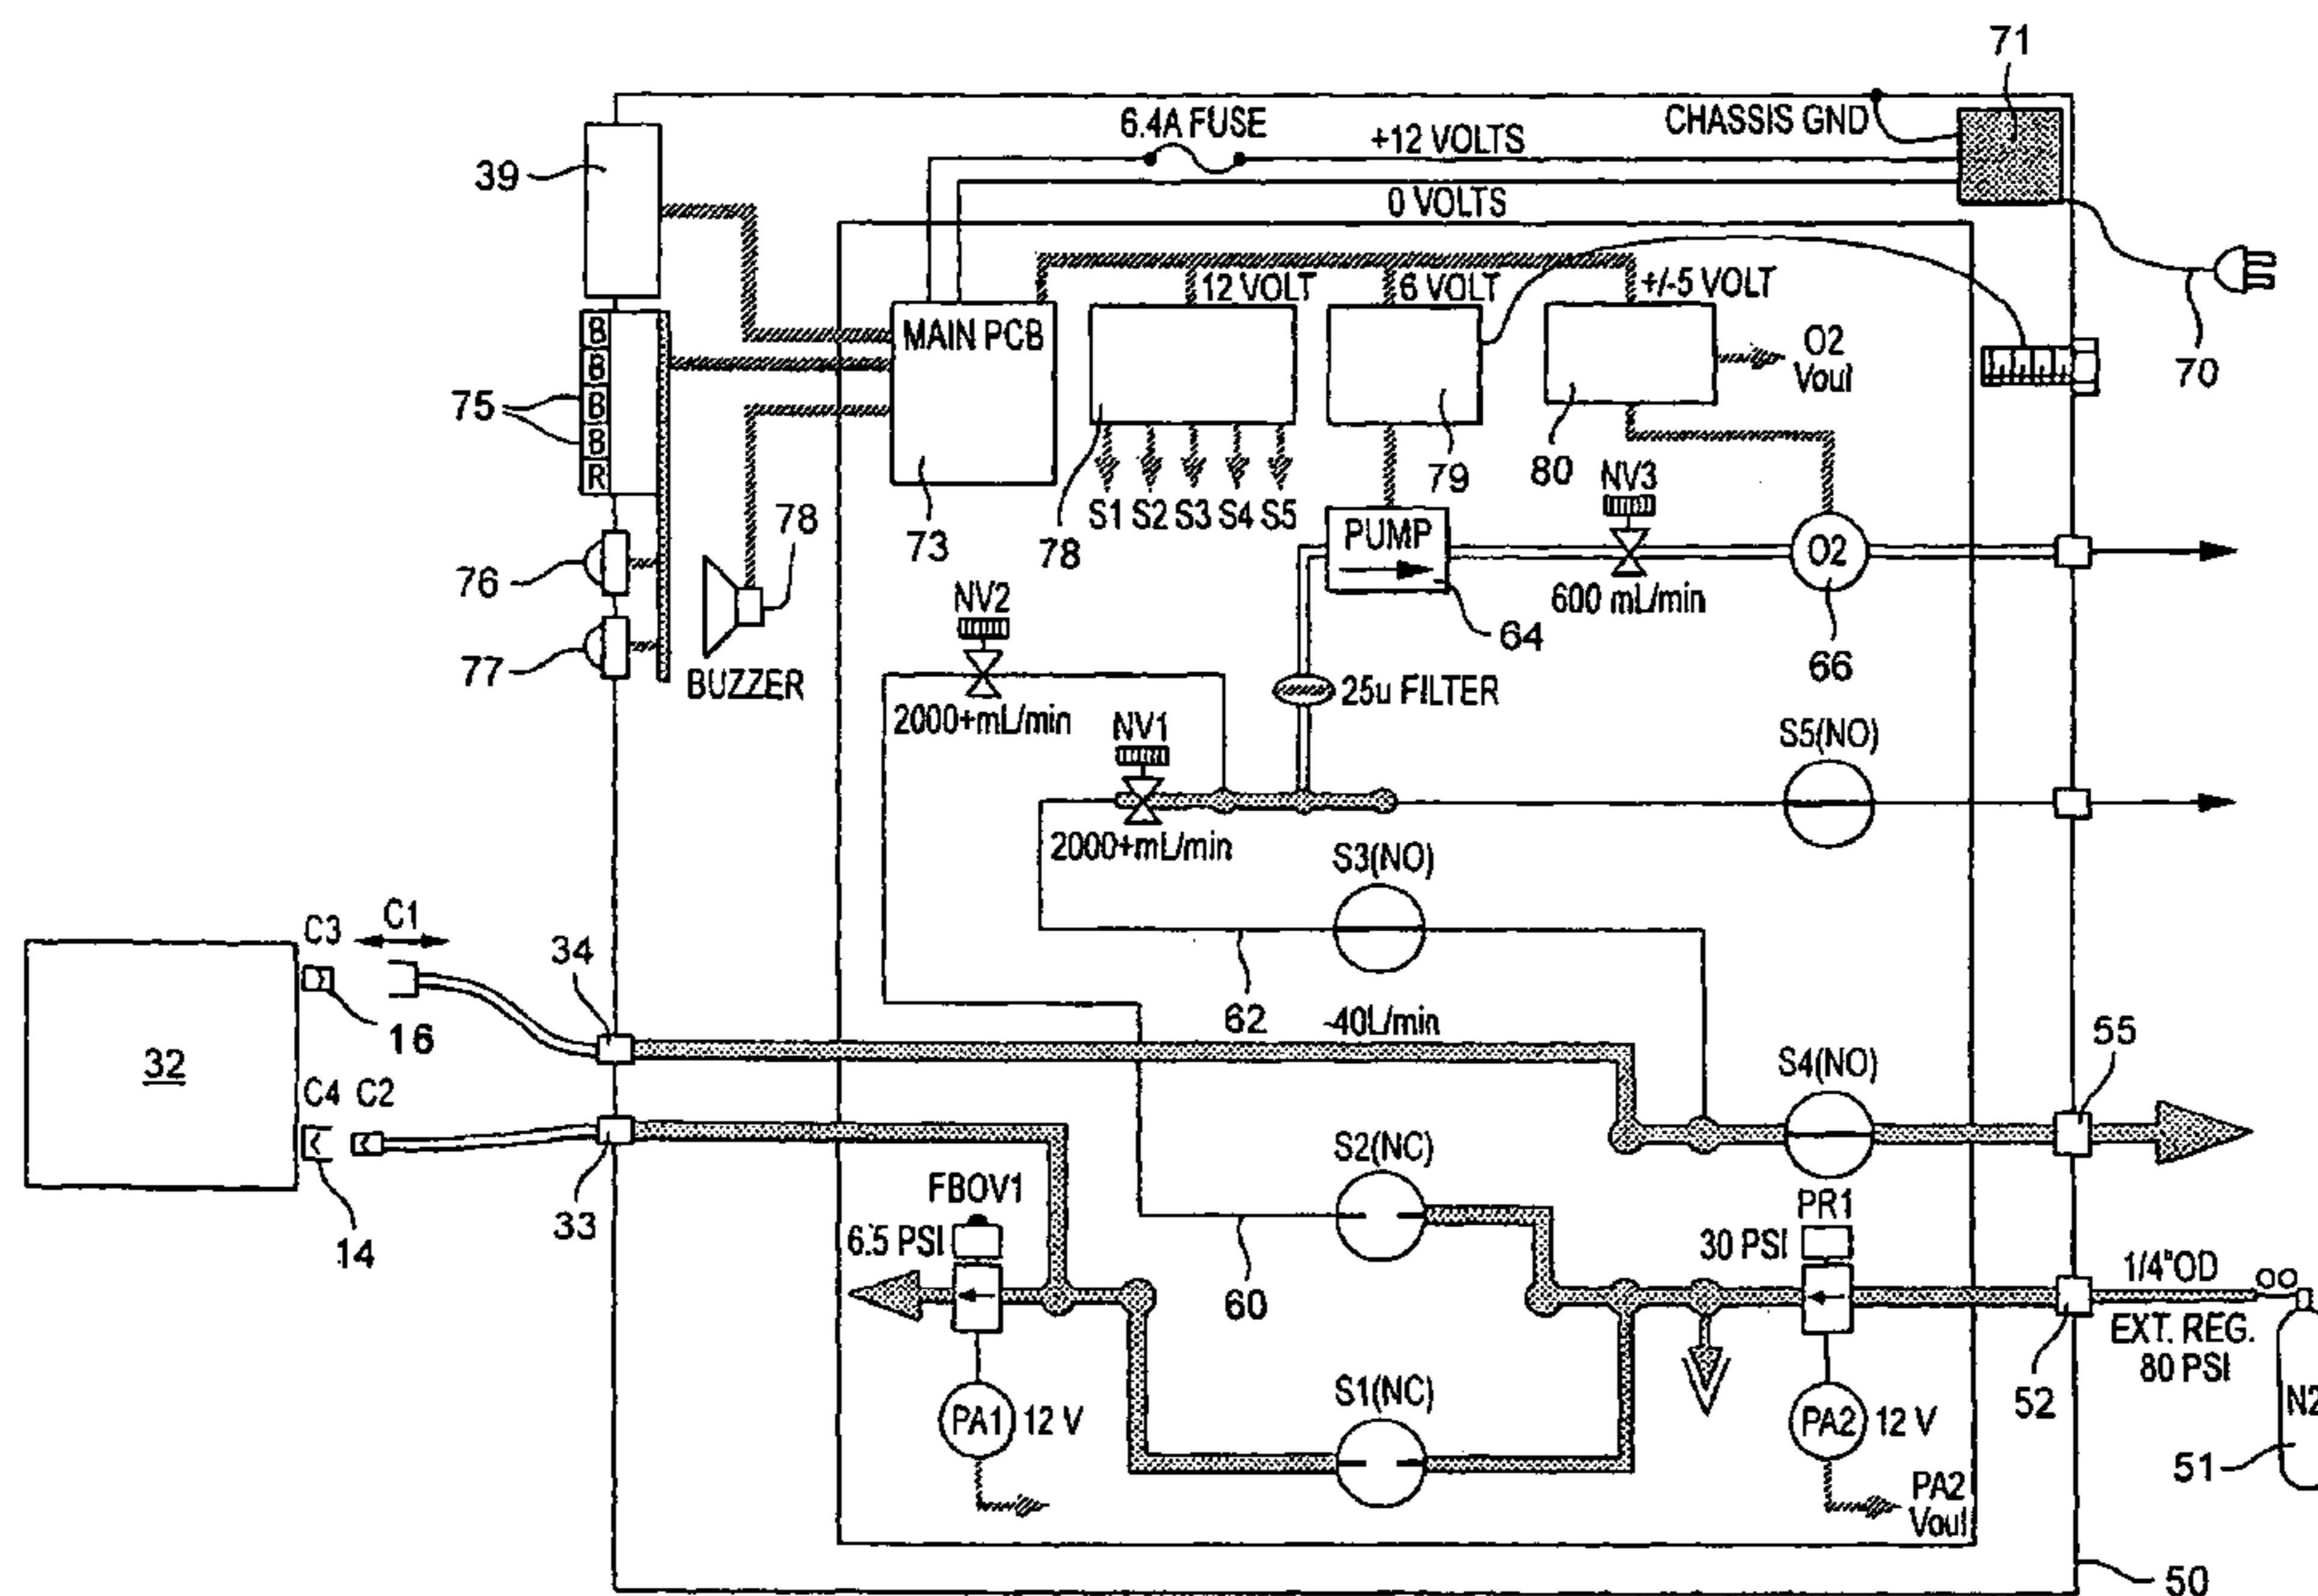 71
CHASSIS GND
6.4A FUSE
+12 VOLTS
39
0 VOLTS
12 VOLT
6 VOLT
+/-5 VOLT
70
MAIN PCB
O2
Voul
B
B
75
B
B
R
79
80
NV3
S1 S2 S3 S4 S5
73
78
78
PUMP
O2
76
NV2
600 mL/min
64
66
77
BUZZER
25u FILTER
2000+mL/min
NV1
S5(NO)
2000+mL/min
S3(NO)
C3
C1
34
62
-40L/min
16
55
32
C4
C2
S4(NO)
S2(NC)
33
14
FBOV1
PR1
6.5 PSI
30 PSI
1/4"OD
60
EXT. REG.
80 PSI
S1(NC)
52
N2
PA1
12 V
PA2
12 V
51
PA2
Voul
50